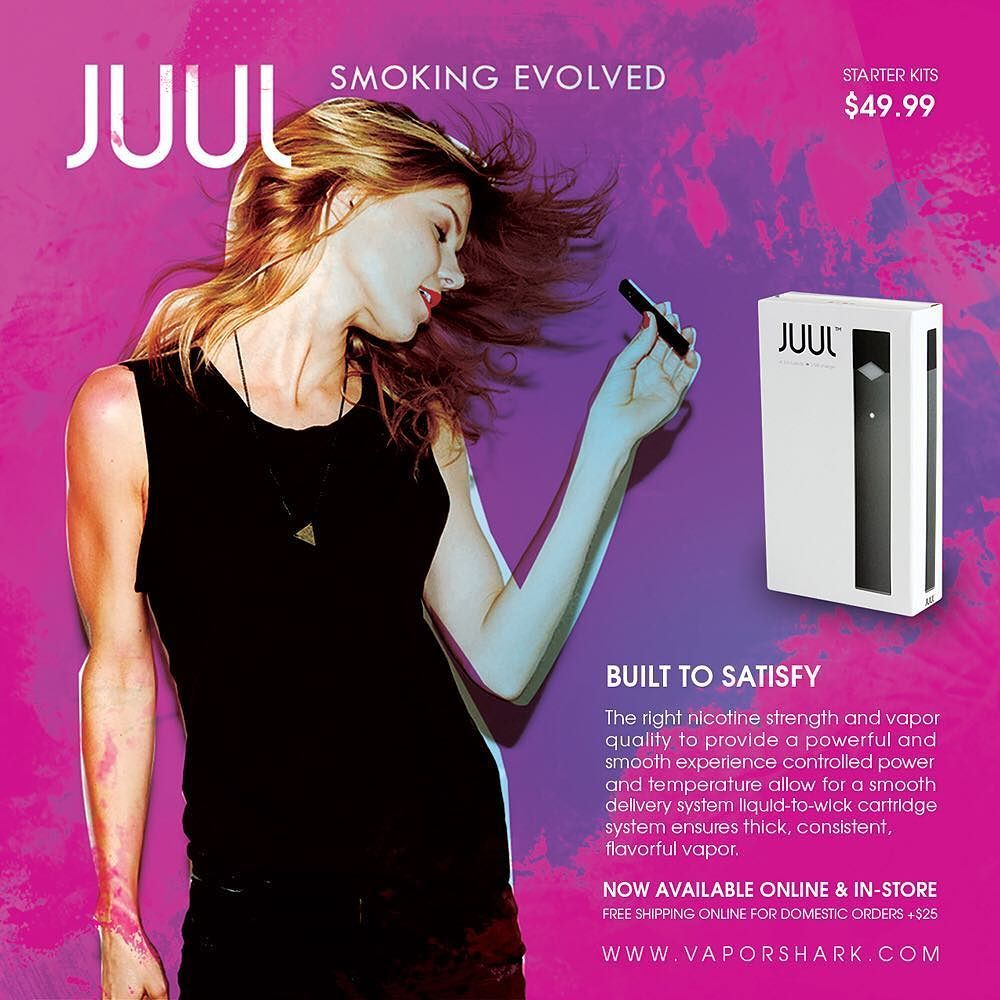 JUUL
SMOKING EVOLVED
STARTER KITS
$49.99
JUUL™
JUUL
BUILT TO SATISFY
The right nicotine strength and vapor
quality to provide a powerful and
smooth experience controlled power
and temperature allow for a smooth
delivery system liquid-to-wick cartridge
system ensures thick, consistent,
flavorful vapor.
NOW AVAILABLE ONLINE & IN-STORE
FREE SHIPPING ONLINE FOR DOMESTIC ORDERS +$25
WWW.VAPORSHARK.COM